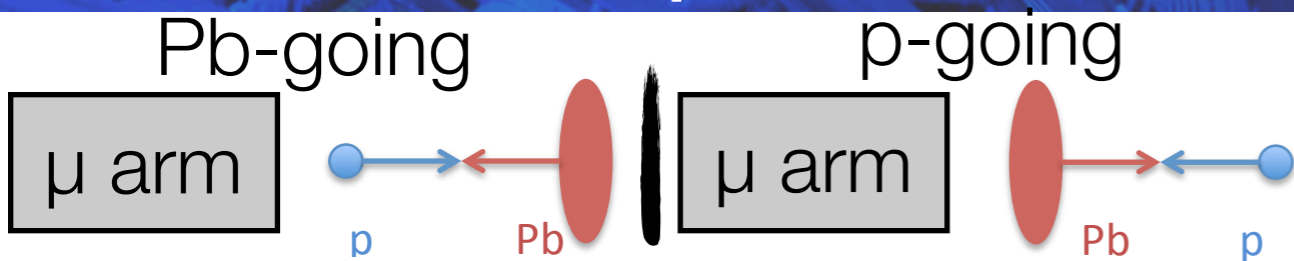 Pb-going
p-going
μ arm
p
Pb
μ arm
Pb
p